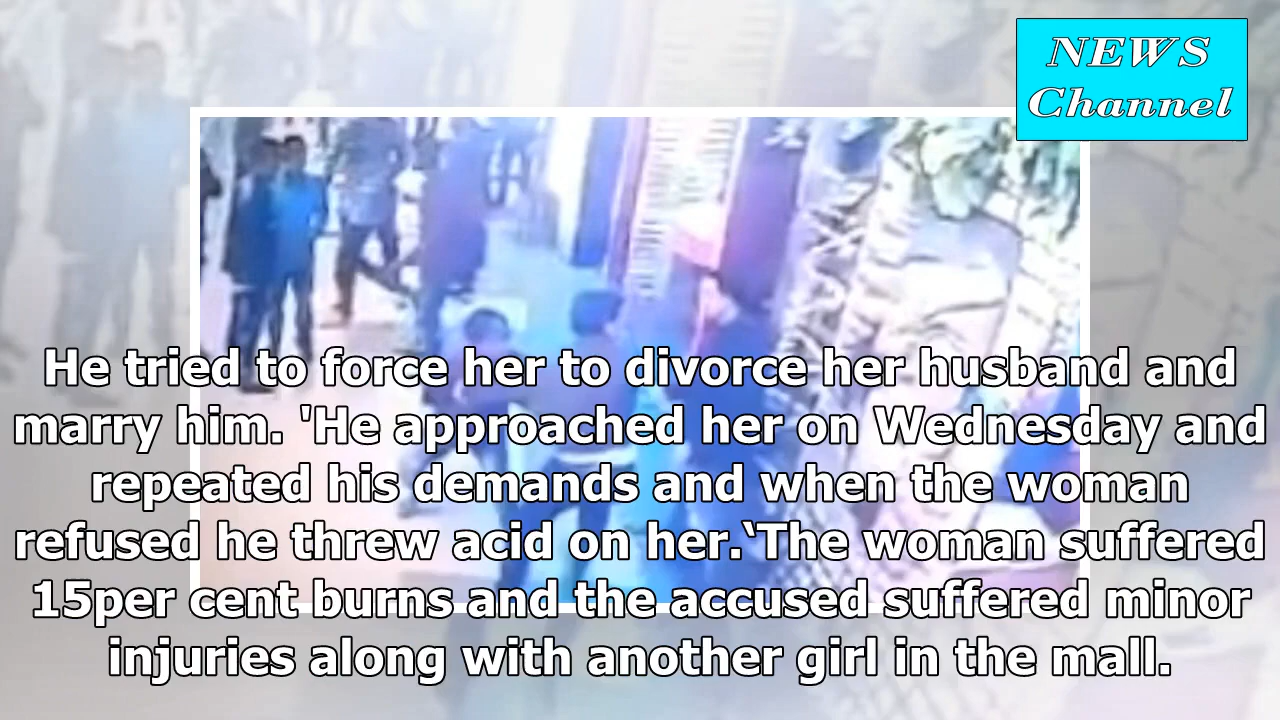 NEWS
Channel
He tried to force her to divorce her husband and
marry him. 'He approached her on Wednesday and
repeated his demands and when the woman
refused he threw acid on her.‘The woman suffered
15per cent burns and the accused suffered minor
injuries along with another girl in the mall.